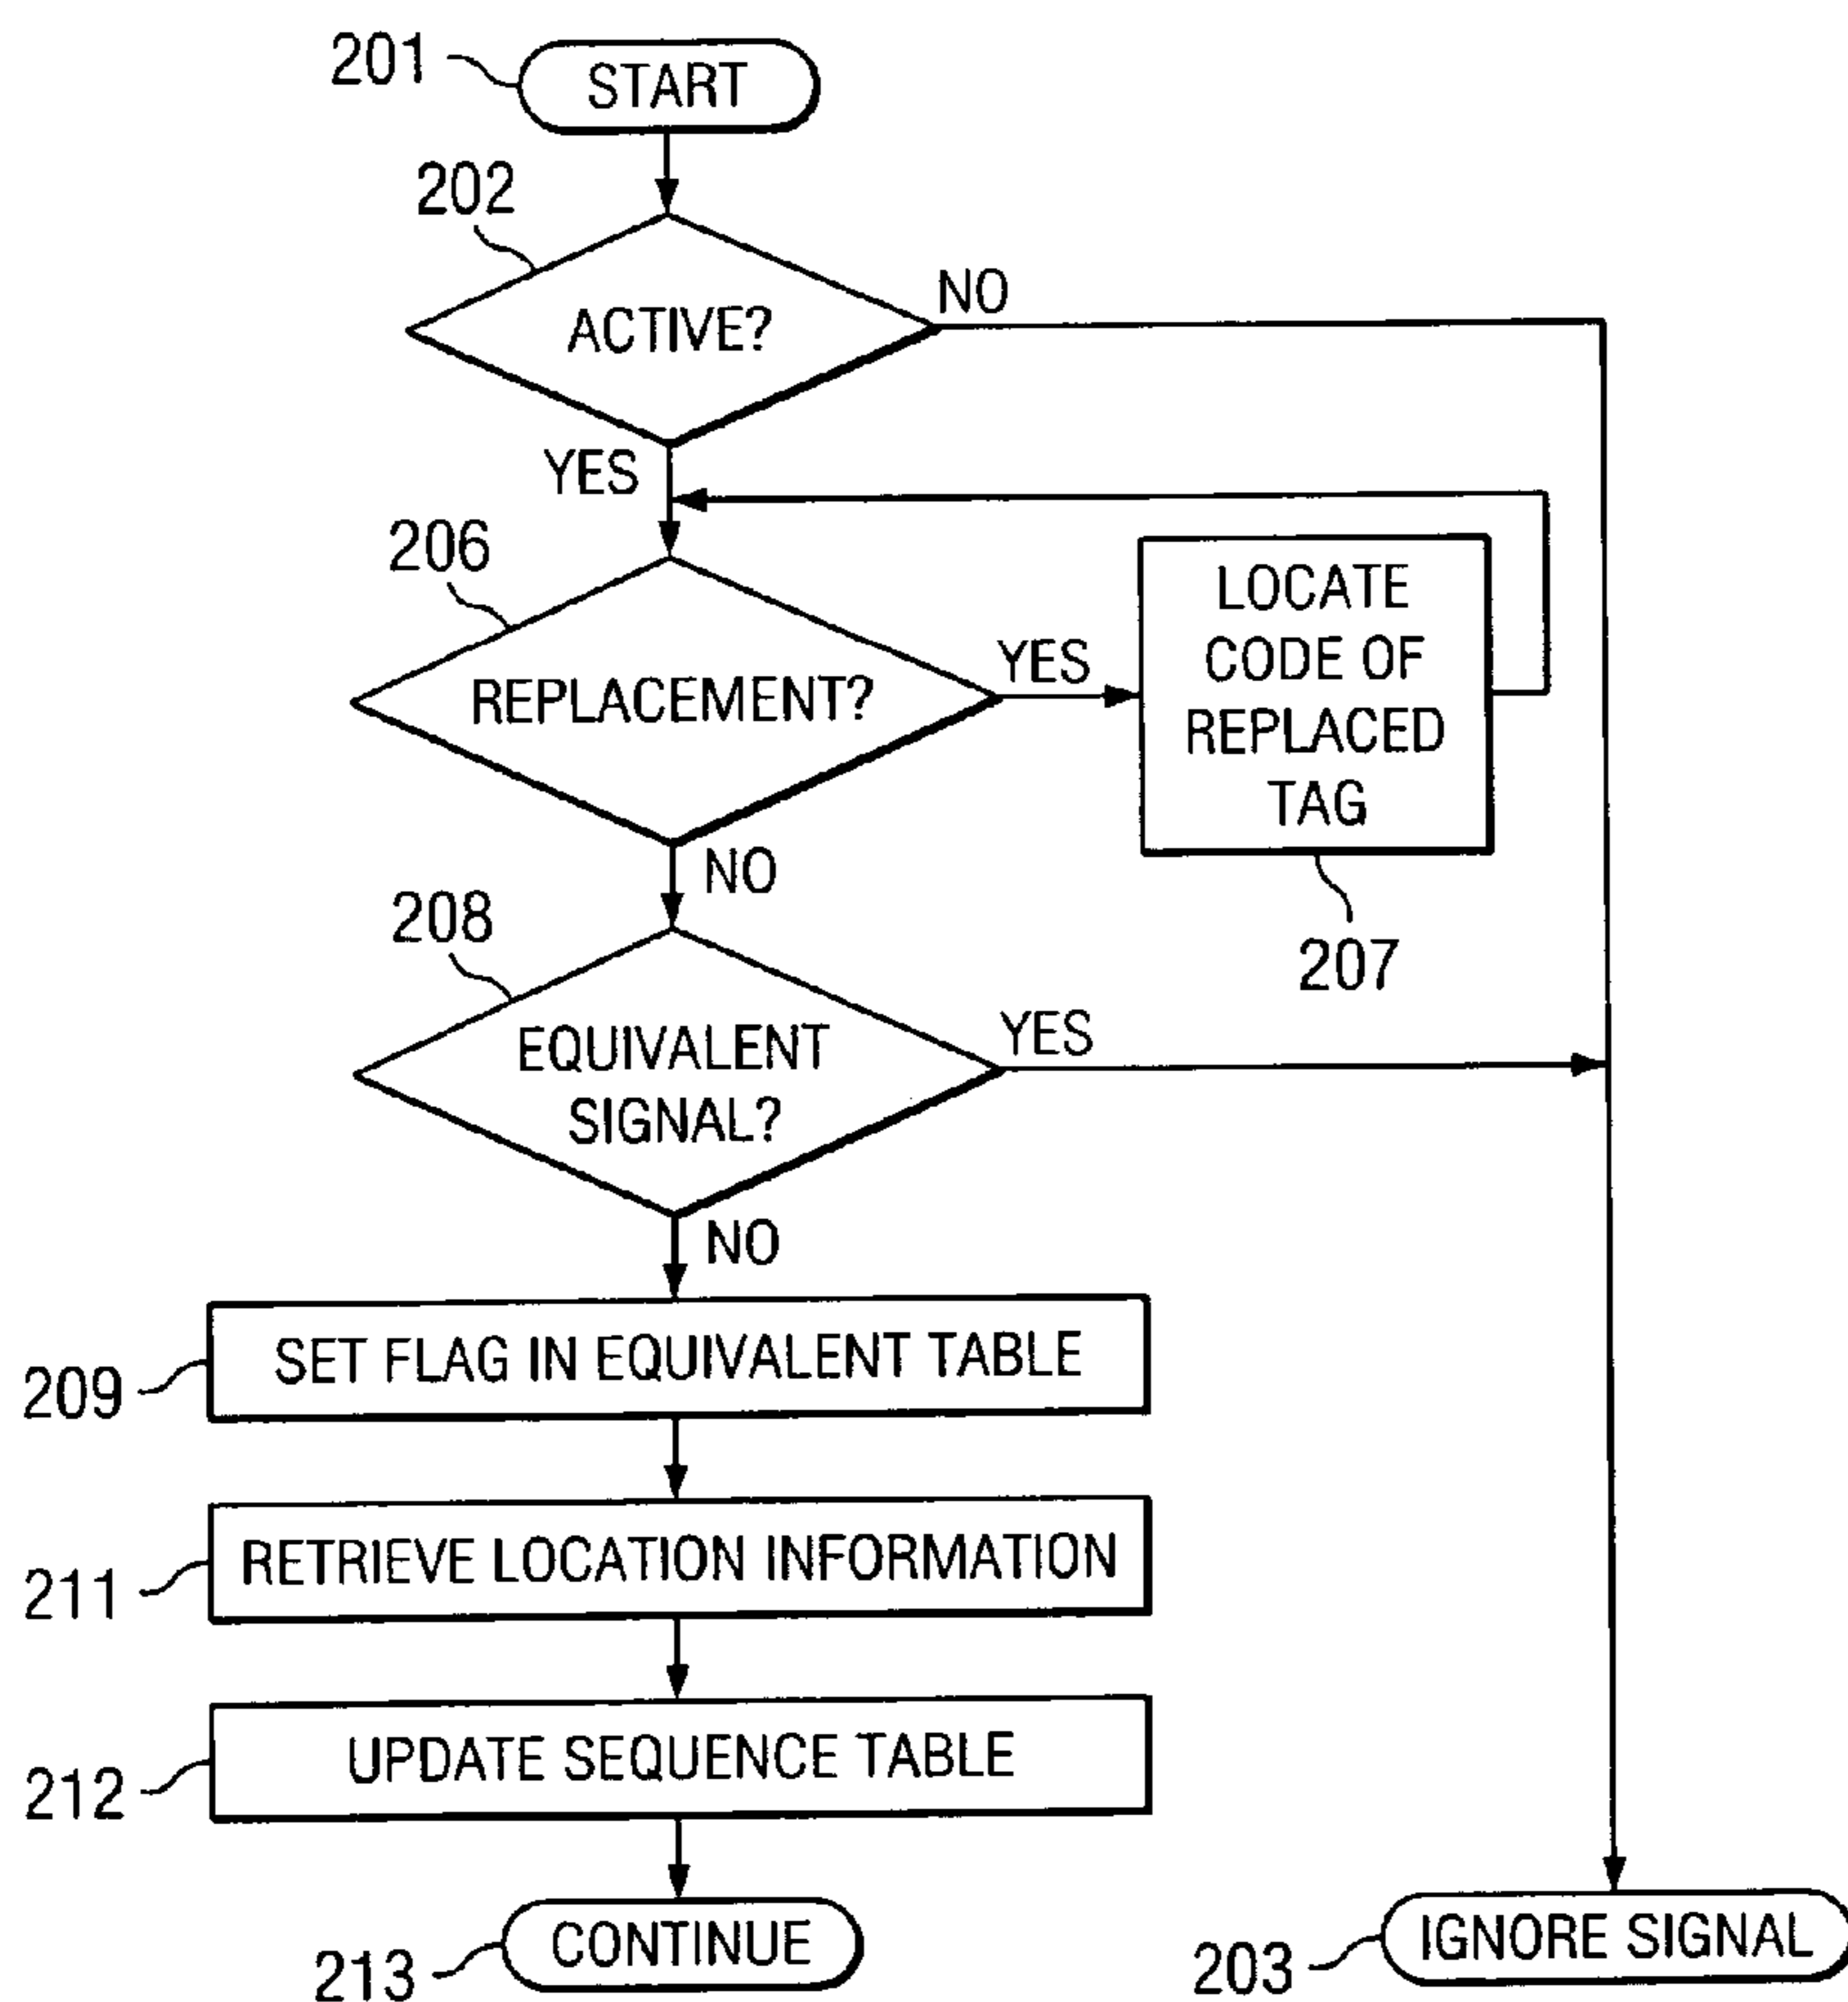 201
START
202
ACTIVE?
NO
YES
206
REPLACEMENT?
YES
LOCATE
CODE OF
REPLACED
TAG
207
NO
208
EQUIVALENT
SIGNAL?
YES
NO
209
SET FLAG IN EQUIVALENT TABLE
211
RETRIEVE LOCATION INFORMATION
212
UPDATE SEQUENCE TABLE
213
CONTINUE
203
IGNORE SIGNAL